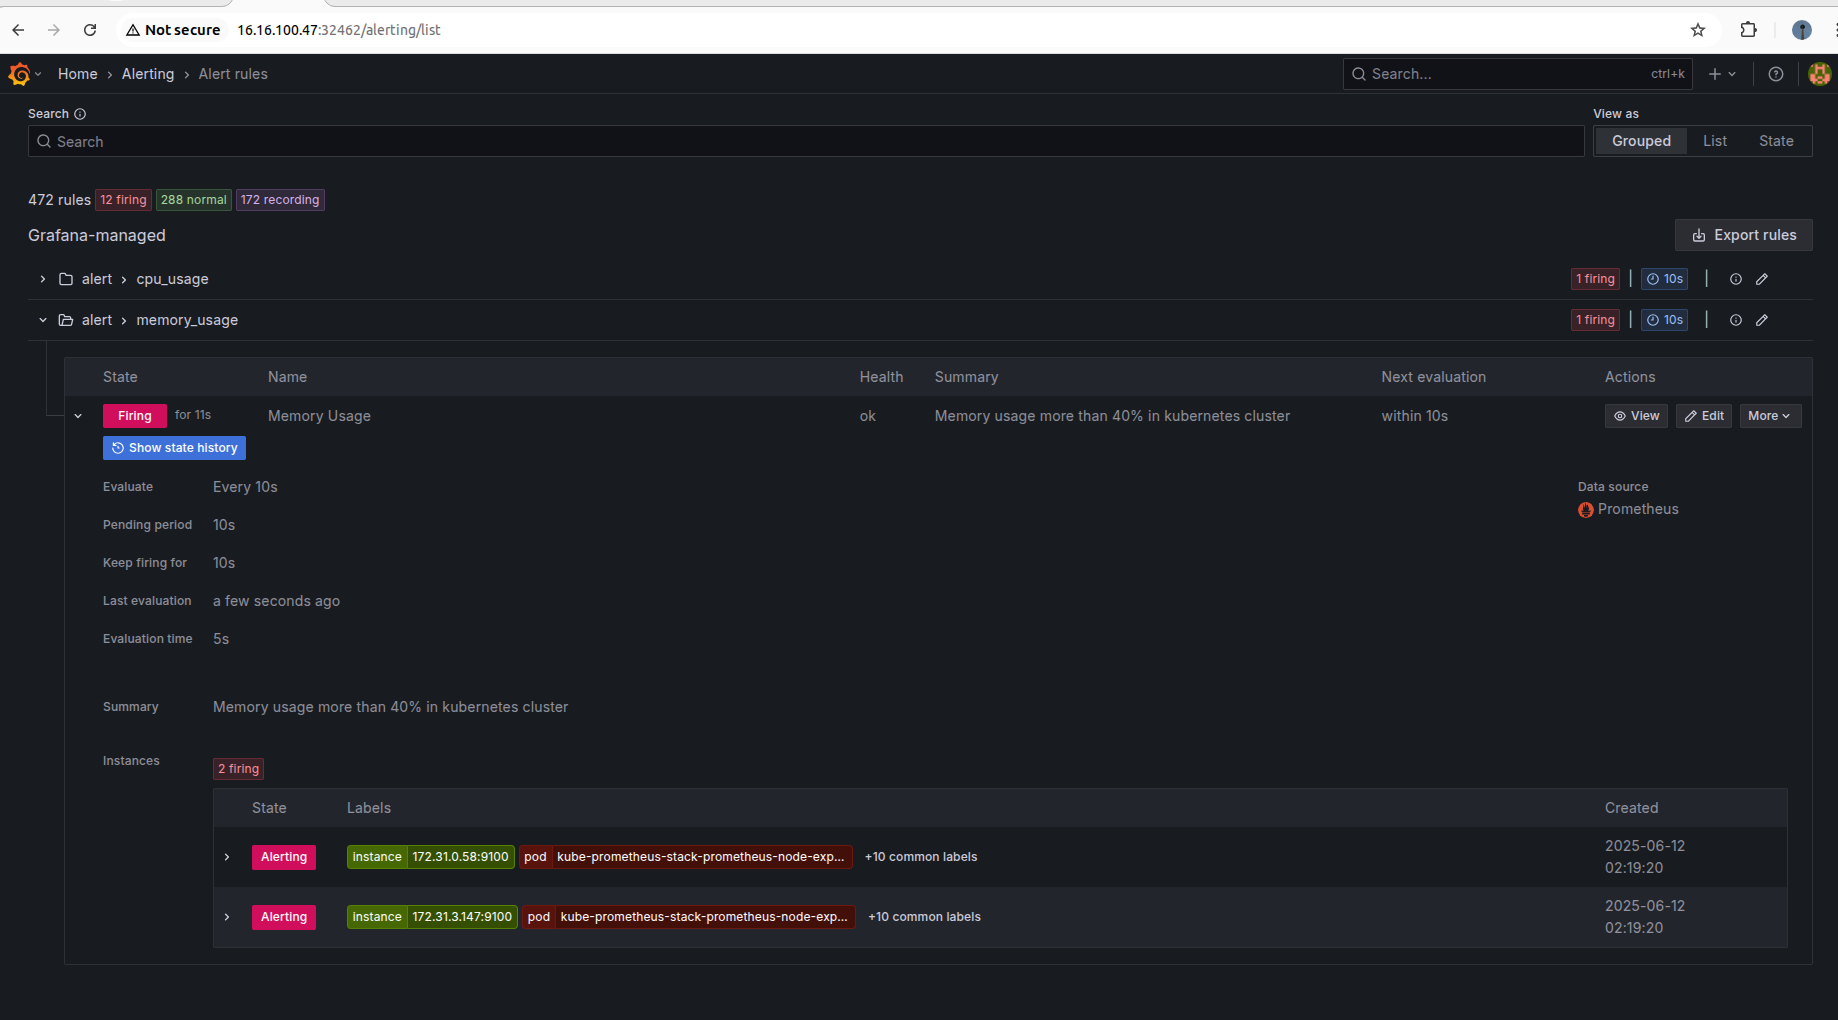 Not secure 16.16.100.47:32462/alerting/list
Home › Alerting › Alert rules Search... ctrl+k
Search View as
Search Grouped List State
472 rules 12 firing 288 normal 172 recording
Grafana-managed Export rules
alert › cpu_usage 1 firing | 10s |
alert › memory_usage 1 firing | 10s |
State Name Health Summary Next evaluation Actions
Firing for 11s Memory Usage ok Memory usage more than 40% in kubernetes cluster within 10s View Edit More
Show state history
Evaluate Every 10s Data source
Prometheus
Pending period 10s
Keep firing for 10s
Last evaluation a few seconds ago
Evaluation time 5s
Summary Memory usage more than 40% in kubernetes cluster
Instances 2 firing
State Labels Created
Alerting instance 172.31.0.58:9100 pod kube-prometheus-stack-prometheus-node-exp... +10 common labels 2025-06-12
02:19:20
Alerting instance 172.31.3.147:9100 pod kube-prometheus-stack-prometheus-node-exp... +10 common labels 2025-06-12
02:19:20